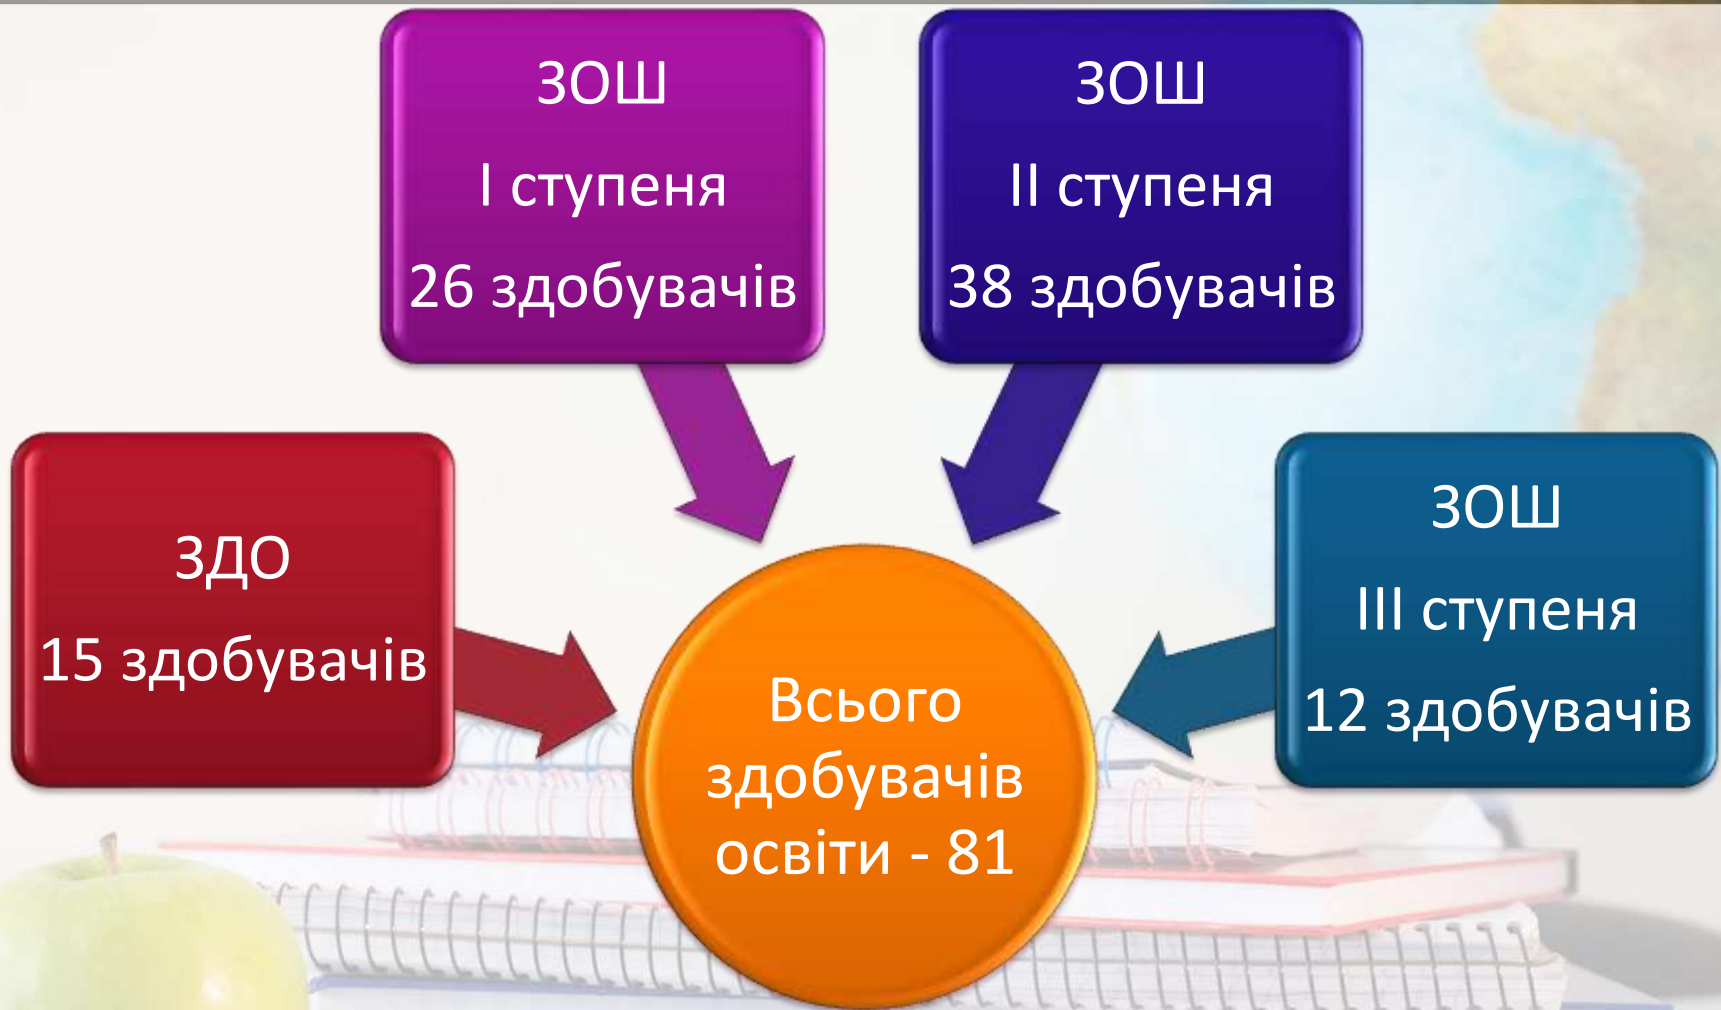 ЗОШ
І ступеня
26 здобувачів
ЗОШ
ІІ ступеня
38 здобувачів
ЗДО
15 здобувачів
ЗОШ
ІІІ ступеня
12 здобувачів
Всього
здобувачів
освіти - 81